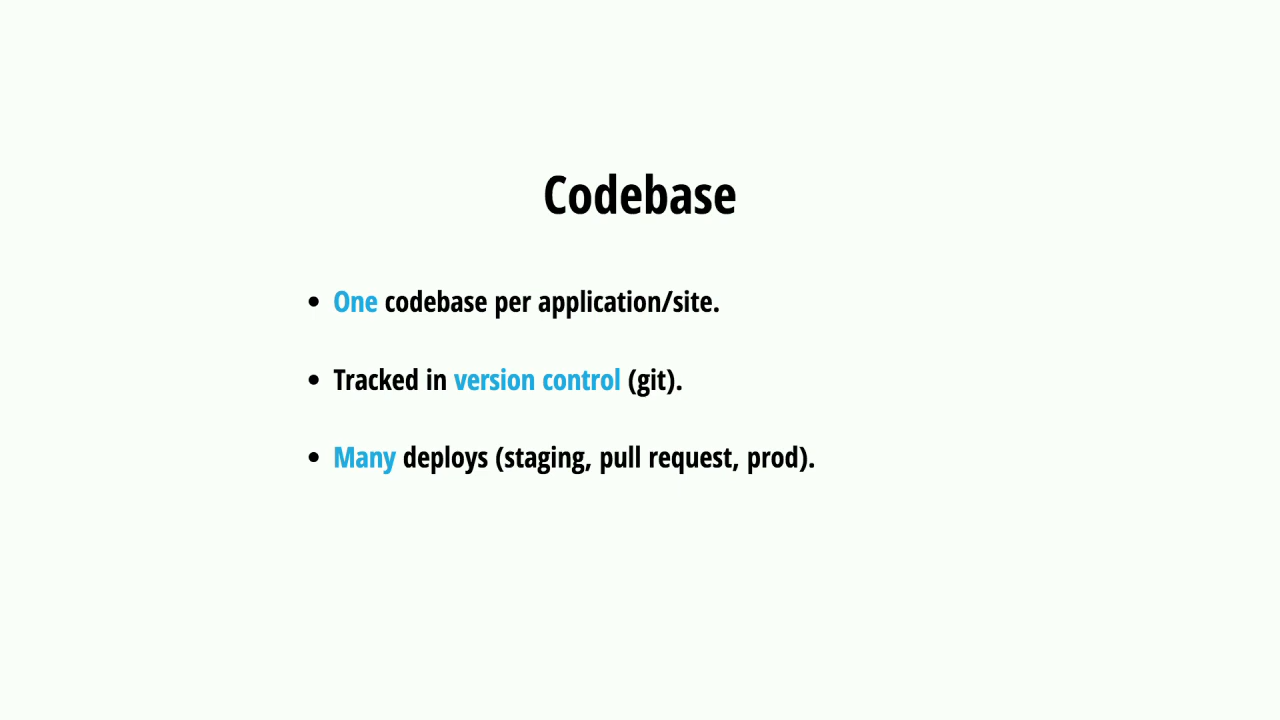 Codebase
• One codebase per application/site.
• Tracked in version control (git).
• Many deploys (staging, pull request, prod).